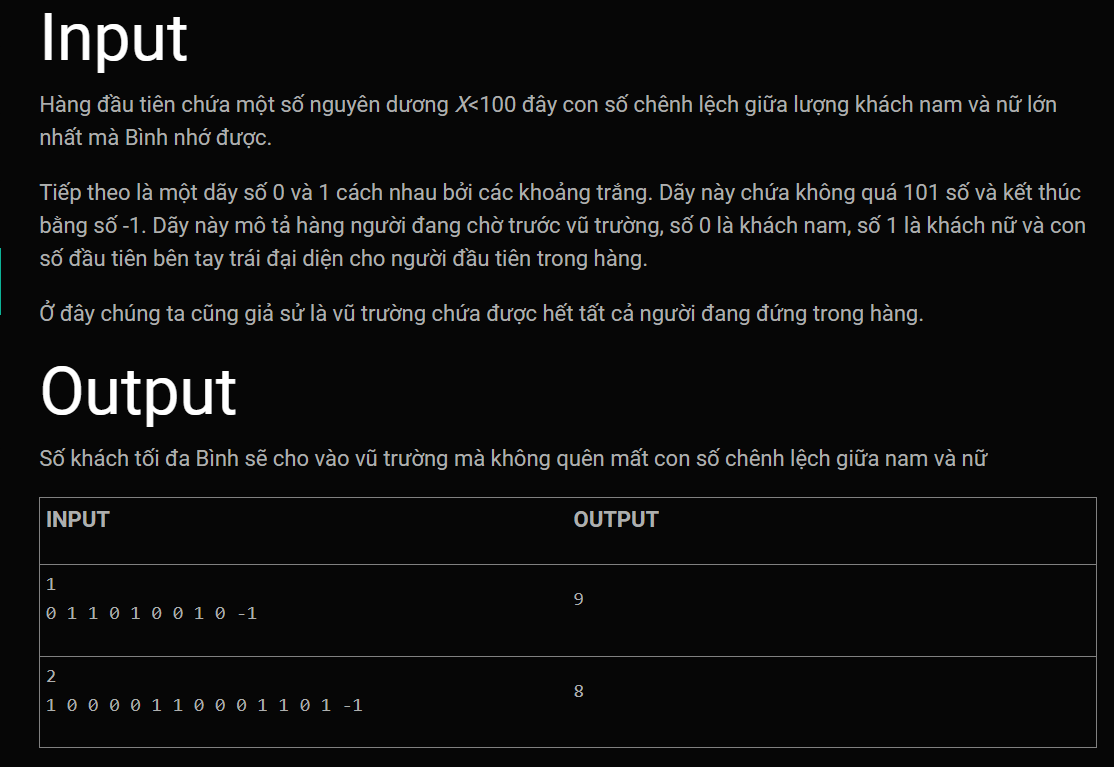 Input
Hàng đầu tiên chứa một số nguyên dương X<100 đây con số chênh lệch giữa lượng khách nam và nữ lớn
nhất mà Bình nhớ được.
Tiếp theo là một dãy số 0 và 1 cách nhau bởi các khoảng trắng. Dãy này chứa không quá 101 số và kết thúc
bằng số -1. Dãy này mô tả hàng người đang chờ trước vũ trường, số 0 là khách nam, số 1 là khách nữ và con
số đầu tiên bên tay trái đại diện cho người đầu tiên trong hàng.
Ở đây chúng ta cũng giả sử là vũ trường chứa được hết tất cả người đang đứng trong hàng.
Output
Số khách tối đa Bình sẽ cho vào vũ trường mà không quên mất con số chênh lệch giữa nam và nữ
INPUT OUTPUT
1
0 1 1 0 1 0 0 1 0 -1
9
2
1 0 0 0 0 1 1 0 0 0 1 1 0 1 -1
8